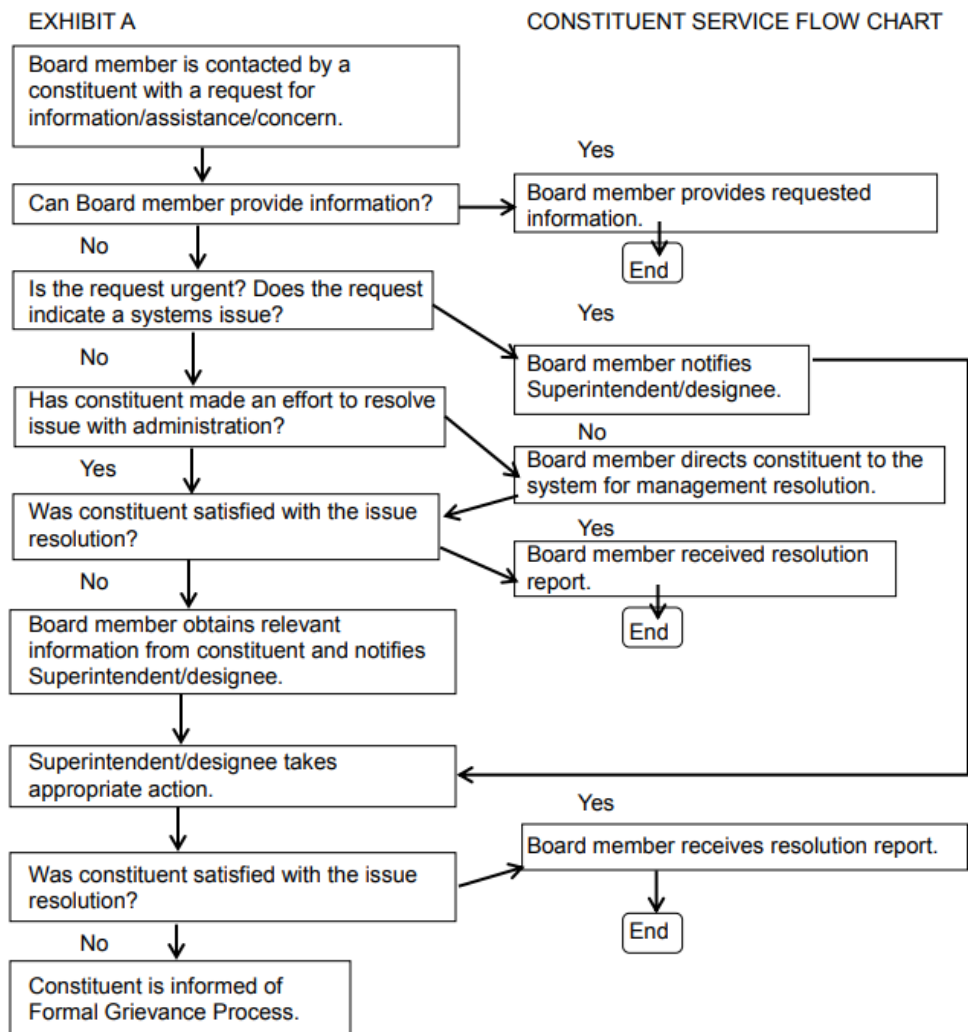 EXHIBIT A
CONSTITUENT SERVICE FLOW CHART
Board member is contacted by a
constituent with a request for
information/assistance/concern.
Yes
Can Board member provide information?
Board member provides requested
information.
No
End
Is the request urgent? Does the request
indicate a systems issue?
Yes
No
Board member notifies
Superintendent/designee.
Has constituent made an effort to resolve
issue with administration?
No
Yes
Board member directs constituent to the
system for management resolution.
Was constituent satisfied with the issue
resolution?
Yes
Board member received resolution
report.
No
End
Board member obtains relevant
information from constituent and notifies
Superintendent/designee.
Superintendent/designee takes
appropriate action.
Yes
Board member receives resolution report.
Was constituent satisfied with the issue
resolution?
End
No
Constituent is informed of
Formal Grievance Process.